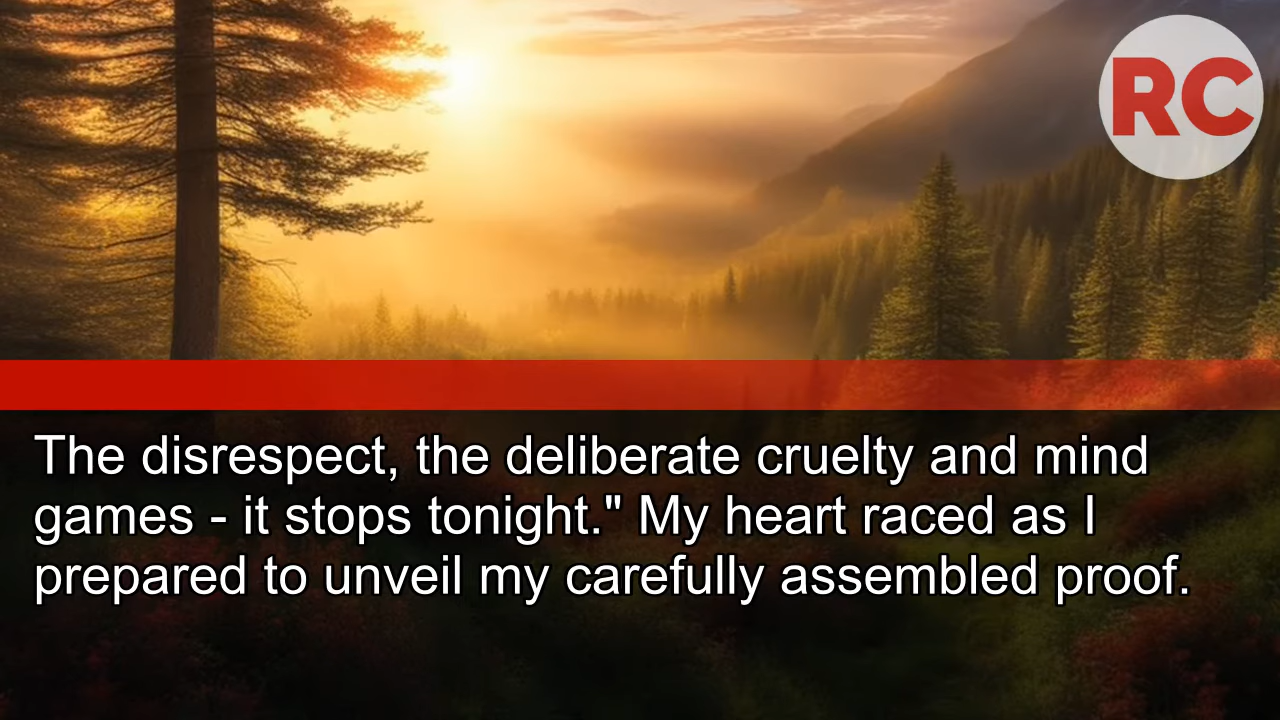 RC
The disrespect, the deliberate cruelty and mind
games - it stops tonight." My heart raced as I
prepared to unveil my carefully assembled proof.